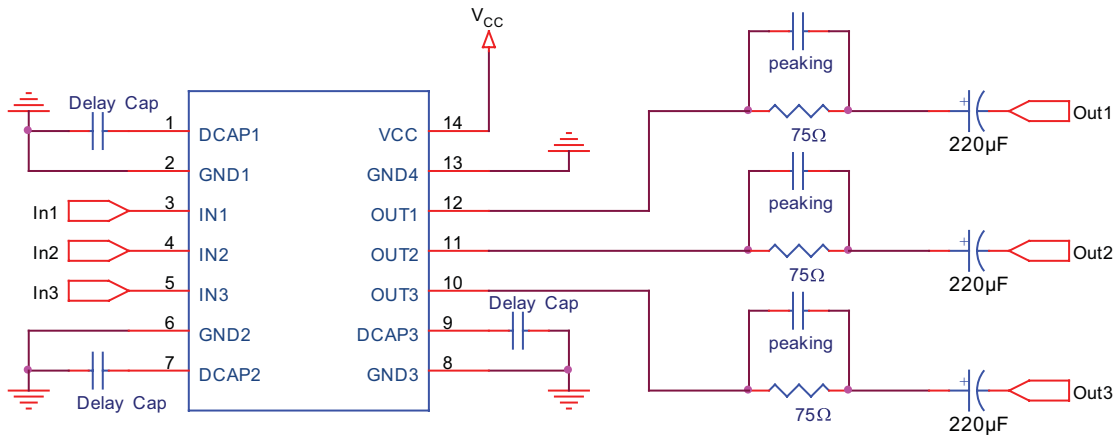 VCC
peaking
75Ω
+
220µF
Out1
Delay Cap
1
DCAP1
VCC
14
2
GND1
GND4
13
3
In1
IN1
OUT1
12
peaking
75Ω
+
220µF
Out2
4
In2
IN2
OUT2
11
5
In3
IN3
OUT3
10
Delay Cap
6
GND2
DCAP3
9
7
DCAP2
GND3
8
Delay Cap
peaking
75Ω
+
220µF
Out3